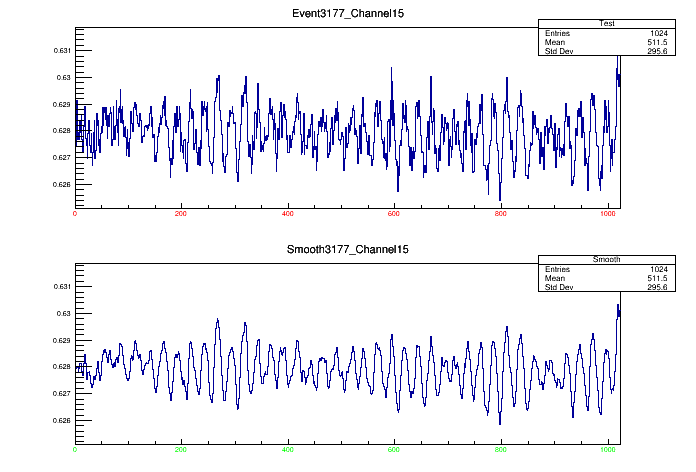 Event3177_Channel15
Test
Entries 1024
Mean 511.5
Std Dev 295.6
0.631
0.63
0.629
0.628
0.627
0.626
0 200 400 600 800 1000
Smooth3177_Channel15
Smooth
Entries 1024
Mean 511.5
Std Dev 295.6
0.631
0.63
0.629
0.628
0.627
0.626
0 200 400 600 800 1000